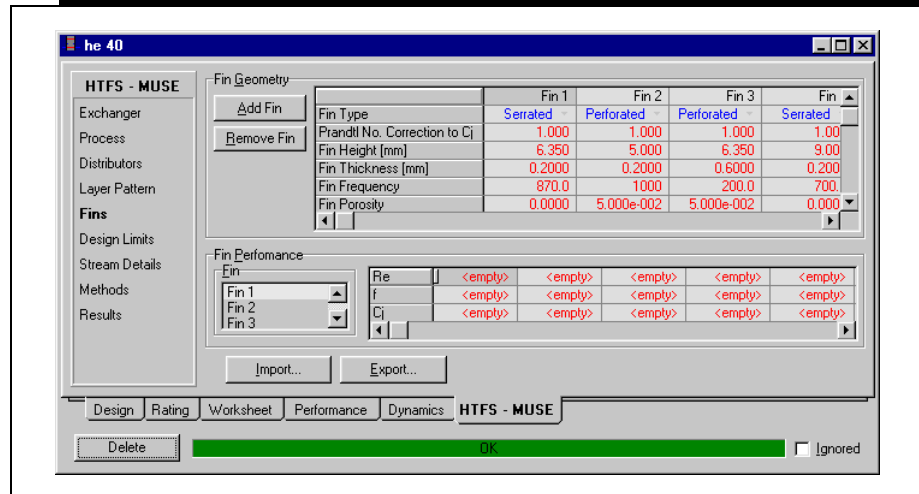 he 40
HTFS - MUSE
Exchanger
Process
Distributors
Layer Pattern
Fins
Design Limits
Stream Details
Methods
Results
Fin Geometry
Add Fin
Remove Fin
Fin 1 Fin 2 Fin 3 Fin
Fin Type Serrated Perforated Perforated Serrated
Prandtl No. Correction to Cj 1.000 1.000 1.000 1.00
Fin Height [mm] 6.350 5.000 6.350 9.00
Fin Thickness [mm] 0.2000 0.2000 0.6000 0.200
Fin Frequency 870.0 1000 200.0 700.
Fin Porosity 0.0000 5.000e-002 5.000e-002 0.000
Fin Perfomance
Fin
Fin 1
Fin 2
Fin 3
Re <empty> <empty> <empty> <empty> <empty>
f <empty> <empty> <empty> <empty> <empty>
Cj <empty> <empty> <empty> <empty> <empty>
Import... Export...
Design Rating Worksheet Performance Dynamics HTFS - MUSE
Delete OK Ignored